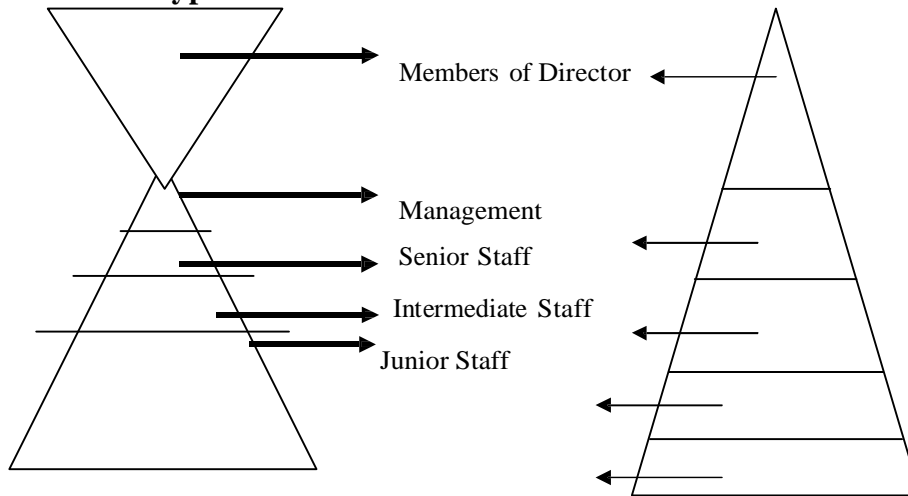 Members of Director
Management
Senior Staff
Intermediate Staff
Junior Staff